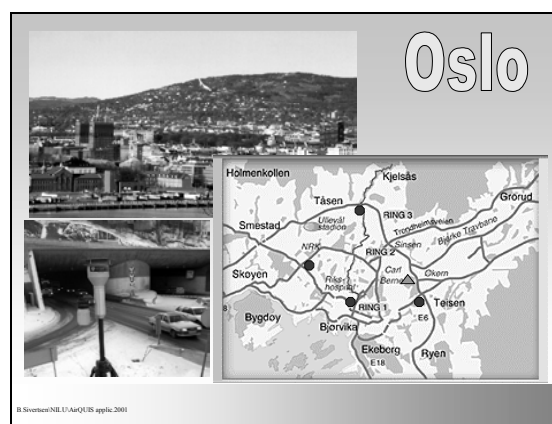 Oslo
Holmenkollen
Kjelsås
Tåsen
Grorud
Ullevål
stadion
RING 3
Trondheimsveien
Smestad
Sinsen
Bjerke Travbane
NRK
RING 2
Carl
Berner
Økern
Skøyen
Riks-
hospital
RING 1
Teisen
E6
Bygdøy
Bjørvika
Ekeberg
Ryen
E18
B.Sivertsen\NILU\AirQUIS applic.2001